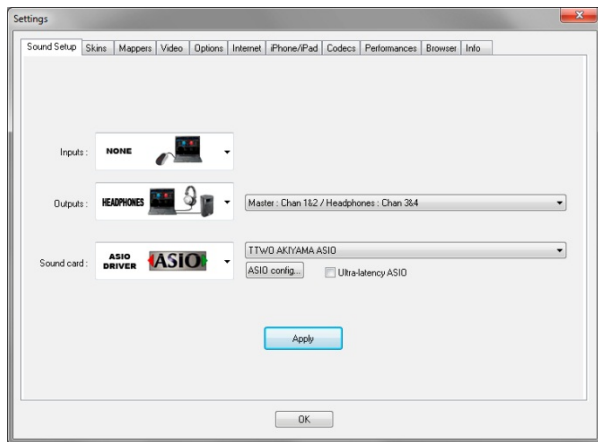 Settings
Sound Setup Skins Mappers Video Options Internet iPhone/iPad Codecs Performances Browser Info
Inputs : NONE
Outputs : HEADPHONES Master : Chan 1&2 / Headphones : Chan 3&4
TTWO AKIYAMA ASIO
Sound card : ASIO DRIVER ASIO
ASIO config... Ultra-latency ASIO
Apply
OK